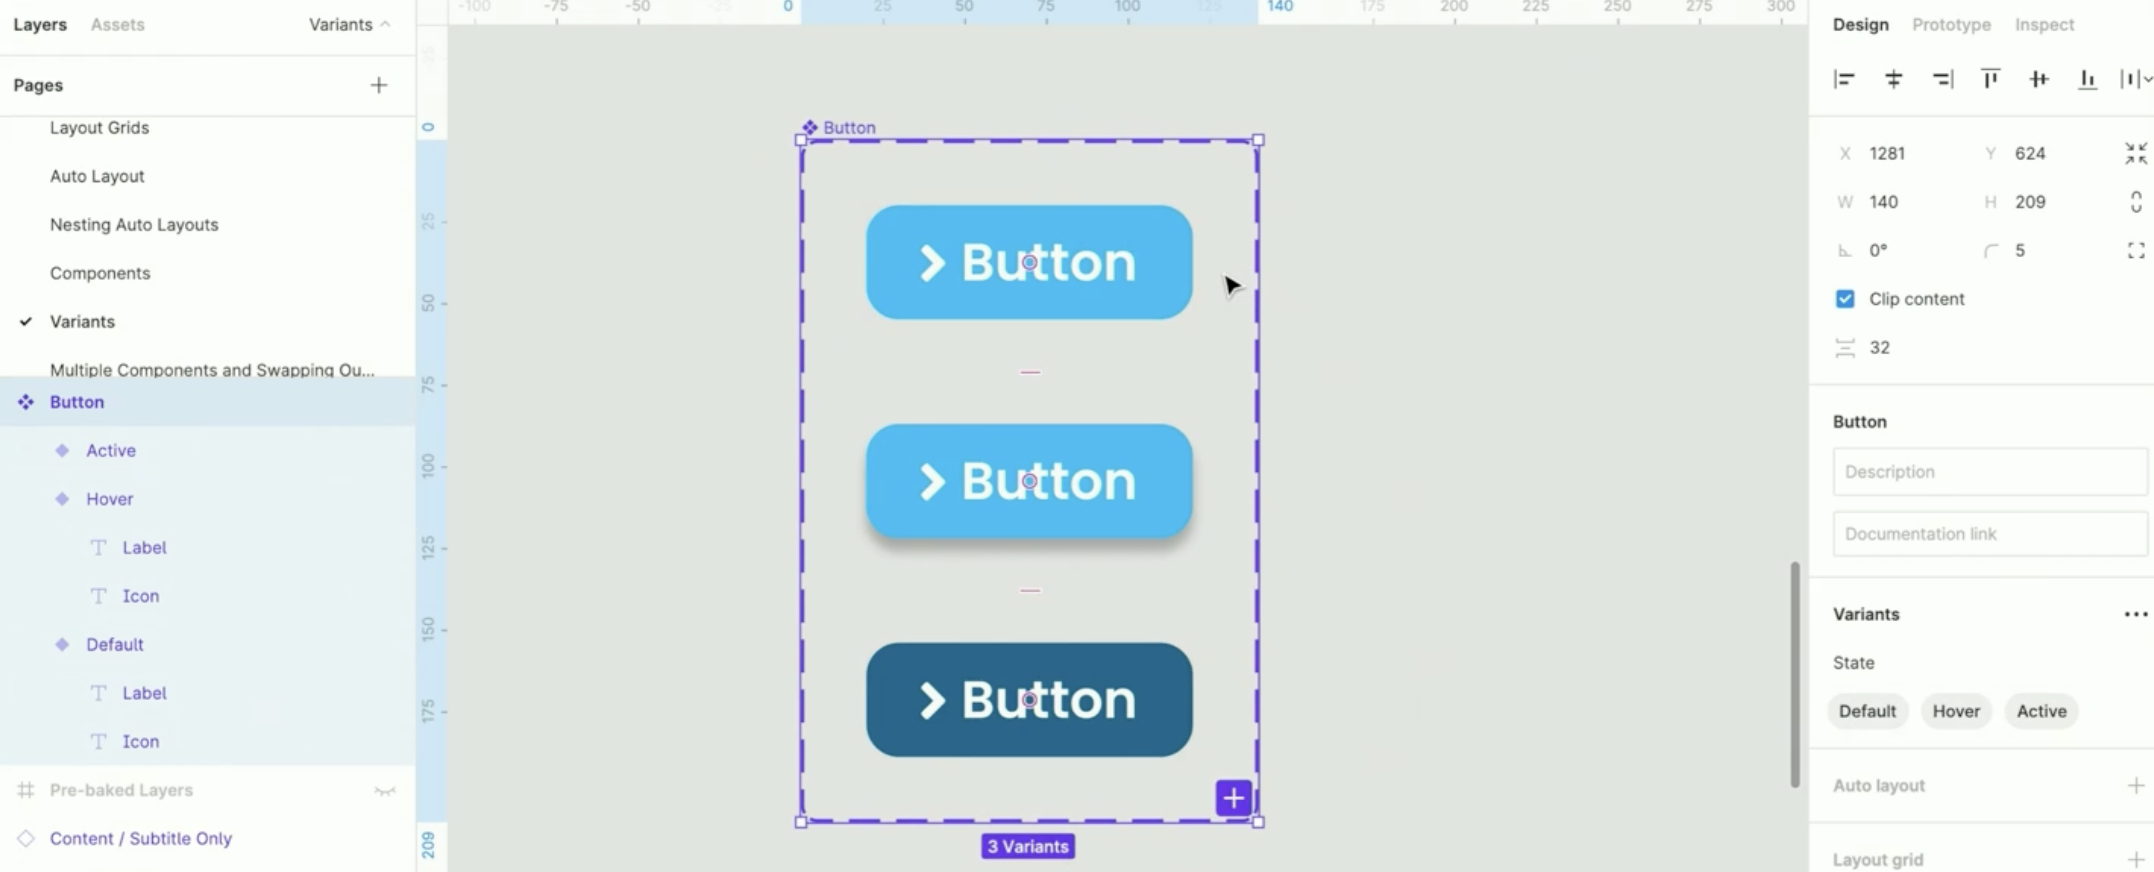 Layers Assets Variants
Pages
Layout Grids
Auto Layout
Nesting Auto Layouts
Components
Variants
Multiple Components and Swapping Ou...
Button
Active
Hover
Label
Icon
Default
Label
Icon
Pre-baked Layers
Content / Subtitle Only
-100 -75 -50 -25 0 25 50 75 100 125 140 175 200 225 250 275 300
0
25
50
75
100
125
150
175
209
Button
Button
Button
Button
3 Variants
Design Prototype Inspect
X 1281 Y 624
W 140 H 209
0° 5
Clip content
32
Button
Description
Documentation link
Variants
State
Default Hover Active
Auto layout
Layout grid